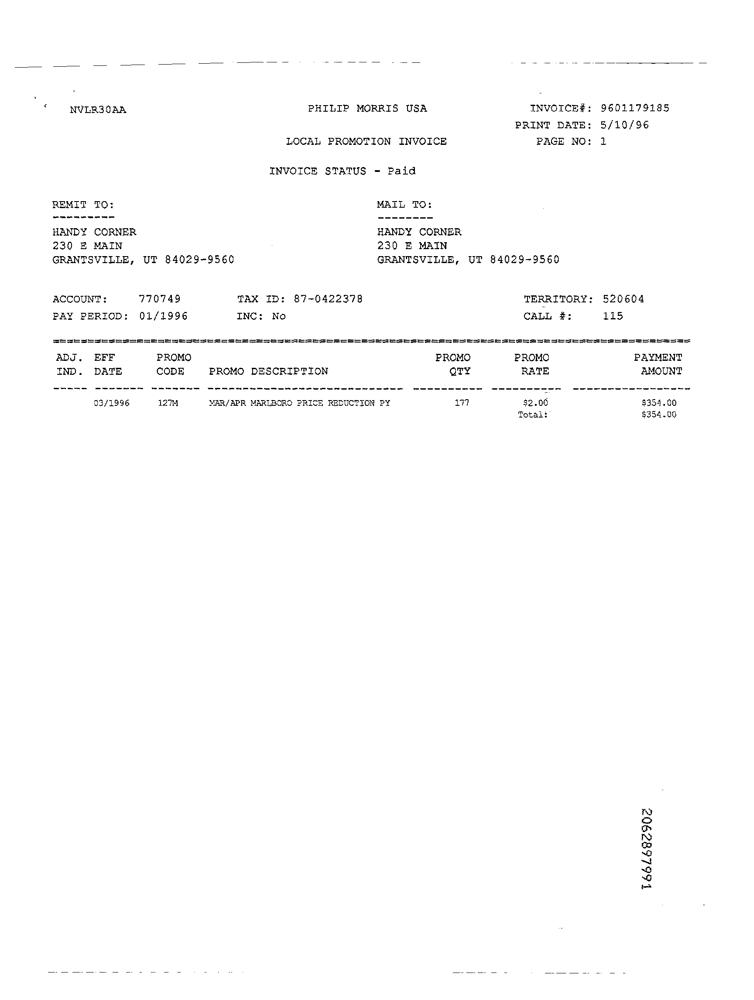 NVLR30AA PHILIP MORRIS USA INVOICE#: 9601179185
PRINT DATE: 5/10/96
LOCAL PROMOTION INVOICE PAGE NO: 1
INVOICE STATUS - Paid
REMIT TO: MAIL TO:
--------- --------
HANDY CORNER HANDY CORNER
230 E MAIN 230 E MAIN
GRANTSVILLE, UT 84029-9560 GRANTSVILLE, UT 84029-9560
ACCOUNT: 770749 TAX ID: 87-0422378 TERRITORY: 520604
PAY PERIOD: 01/1996 INC: No CALL #: 115
ADJ. EFF PROMO PROMO PROMO PAYMENT
IND. DATE CODE PROMO DESCRIPTION QTY RATE AMOUNT
03/1996 127M MAR/APR MARLBORO PRICE REDUCTION PY 177 $2.00 $354.00
Total: $354.00
2062897991